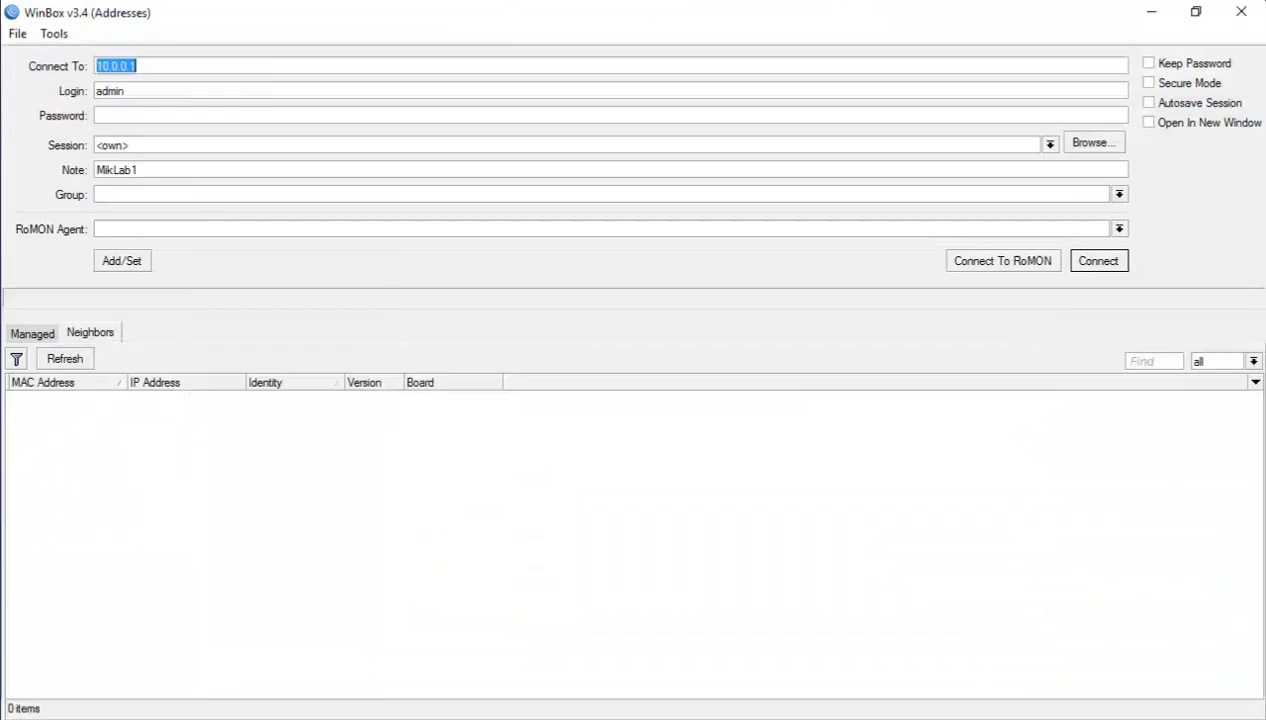 WinBox v3.4 (Addresses)
File Tools
Connect To: 10.0.0.1
Keep Password
Login: admin
Secure Mode
Password:
Autosave Session
Open In New Window
Session: <own> Browse...
Note: MikLab1
Group:
RoMON Agent:
Add/Set Connect To RoMON Connect
Managed Neighbors
Refresh Find all
MAC Address IP Address Identity Version Board
0 items